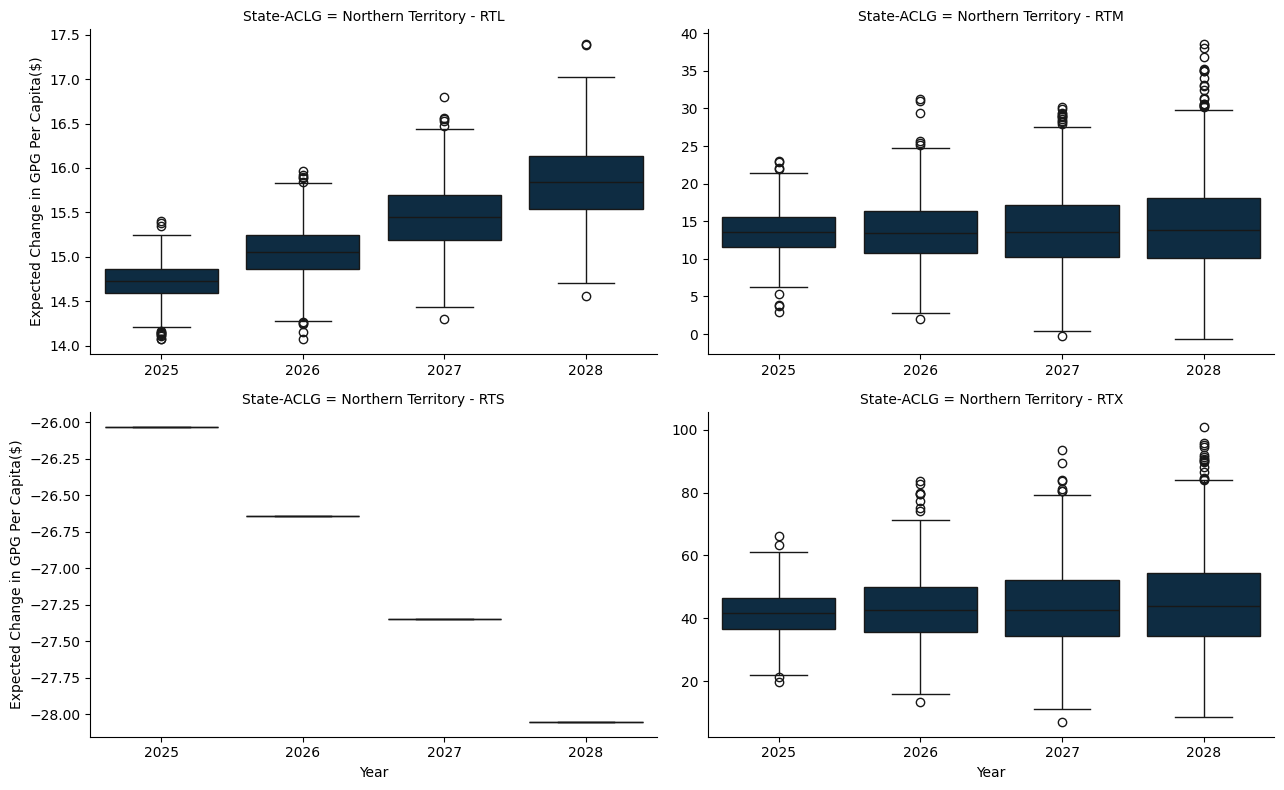 State-ACLG = Northern Territory - RTL
Expected Change in GPG Per Capita($)
17.5
17.0
16.5
16.0
15.5
15.0
14.5
14.0
2025 2026 2027 2028
State-ACLG = Northern Territory - RTM
40
35
30
25
20
15
10
5
0
2025 2026 2027 2028
State-ACLG = Northern Territory - RTS
Expected Change in GPG Per Capita($)
−26.00
−26.25
−26.50
−26.75
−27.00
−27.25
−27.50
−27.75
−28.00
2025 2026 2027 2028
Year
State-ACLG = Northern Territory - RTX
100
80
60
40
20
2025 2026 2027 2028
Year